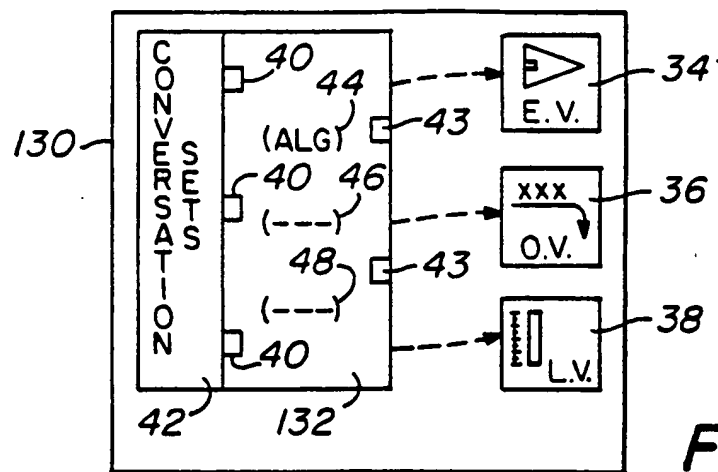 CONVERSATION
SETS
40
44
(ALG)
43
34
E.V.
130
40
(---)
46
XXX
36
O.V.
43
48
(---)
40
38
L.V.
42
132
F